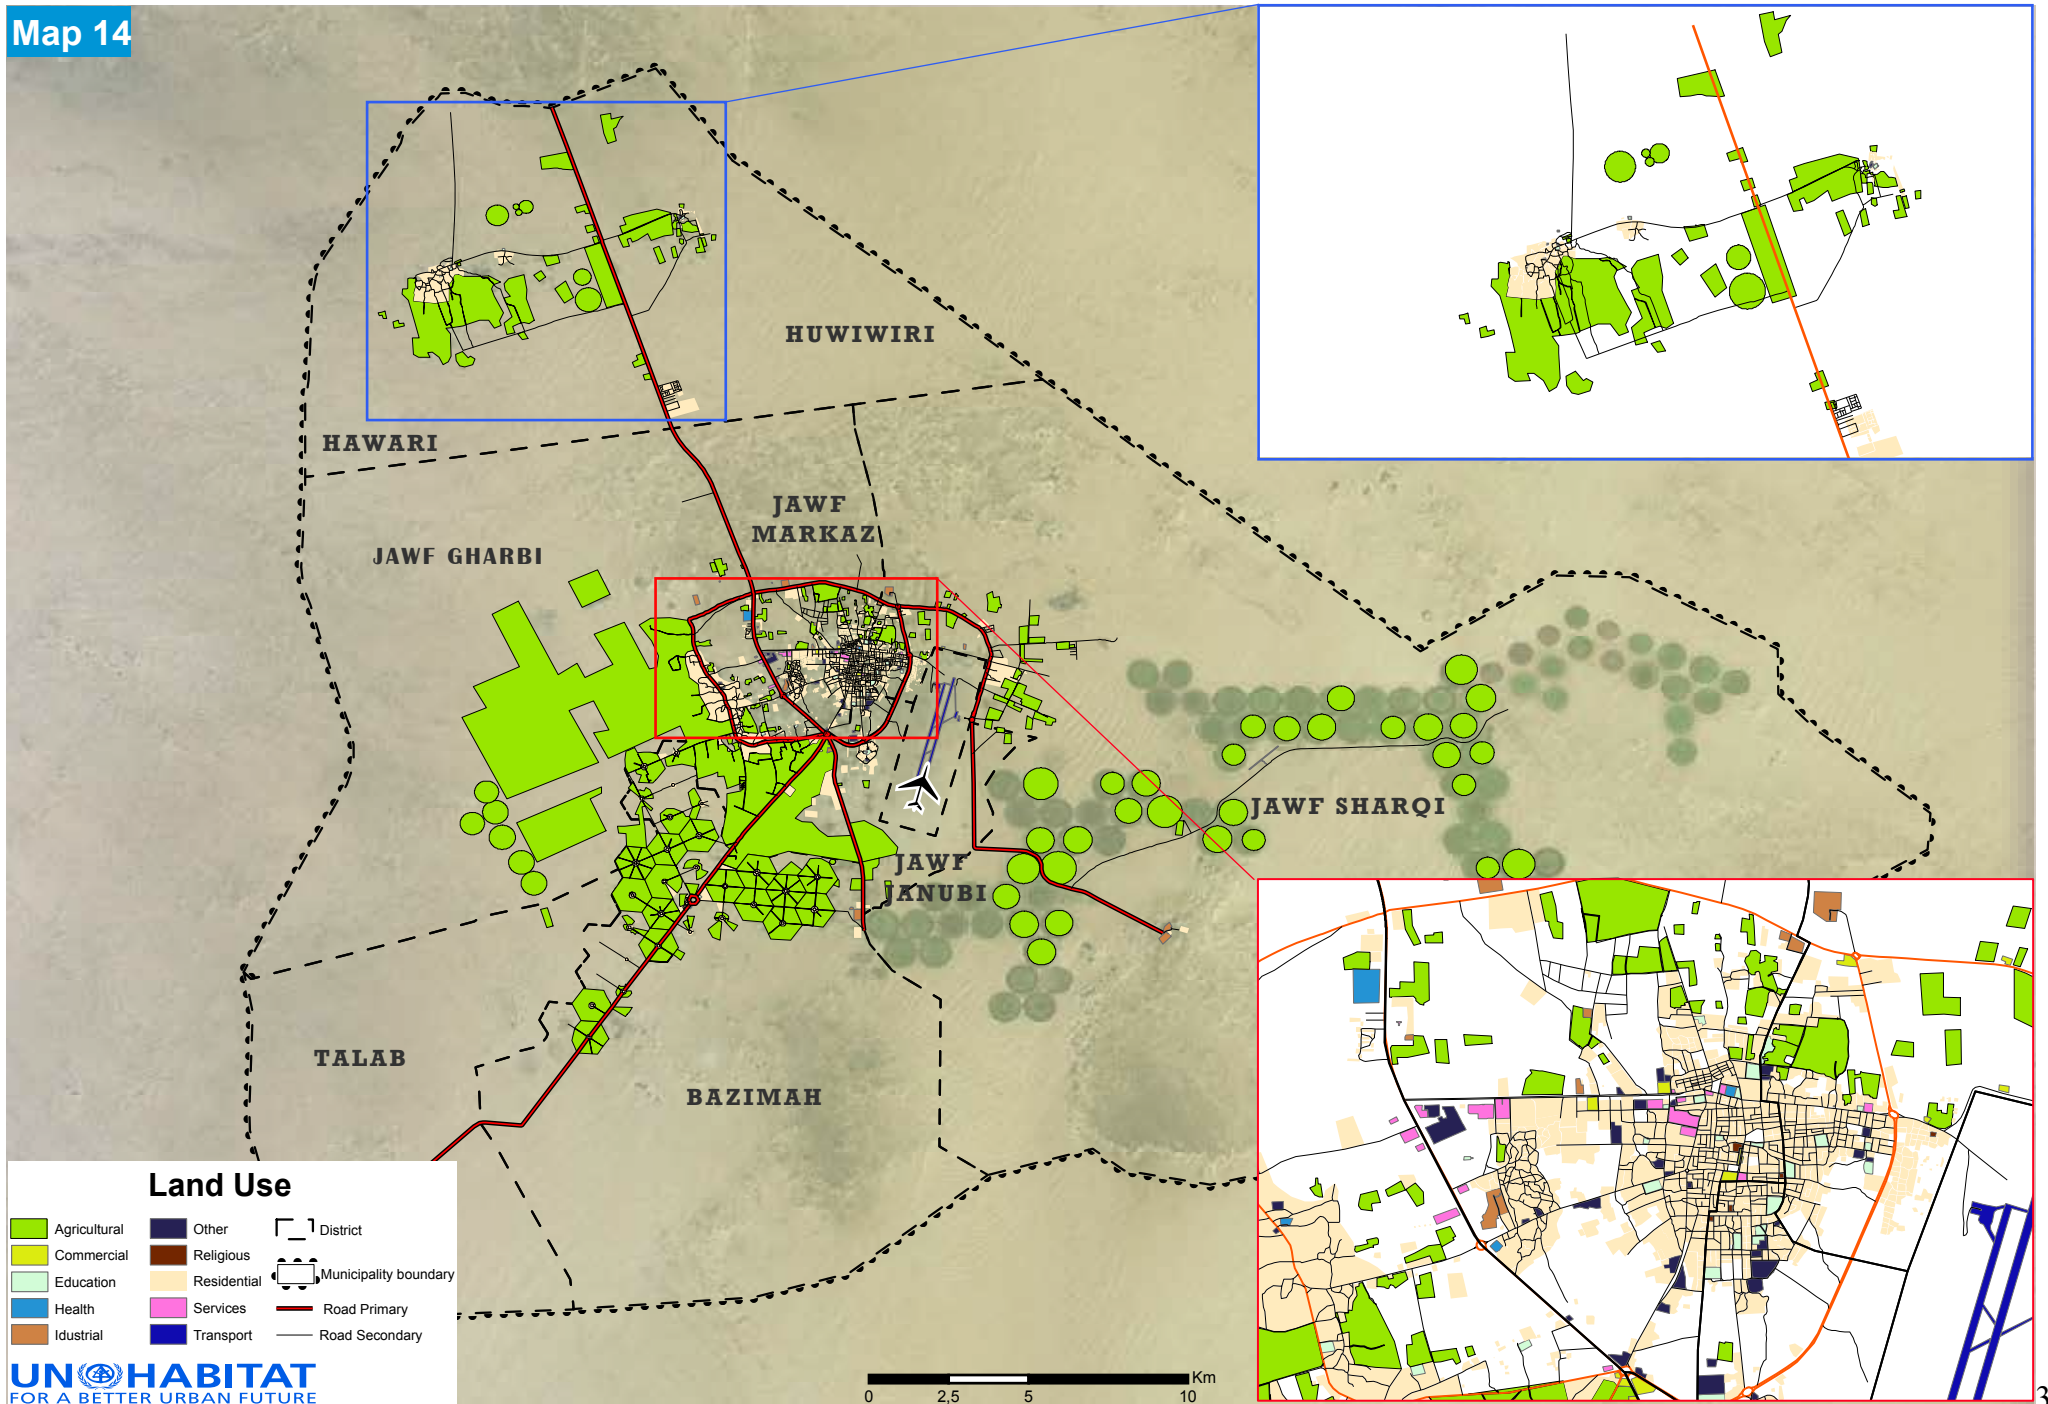 Map 14
HUWIWIRI
HAWARI
JAWF
MARKAZ
JAWF GHARBI
JAWF SHARQI
JAWF
JANUBI
TALAB
BAZIMAH
Land Use
Agricultural
Commercial
Education
Health
Idustrial
Other
Religious
Residential
Services
Transport
District
Municipality boundary
Road Primary
Road Secondary
UN HABITAT
FOR A BETTER URBAN FUTURE
Km
0 2,5 5 10
3